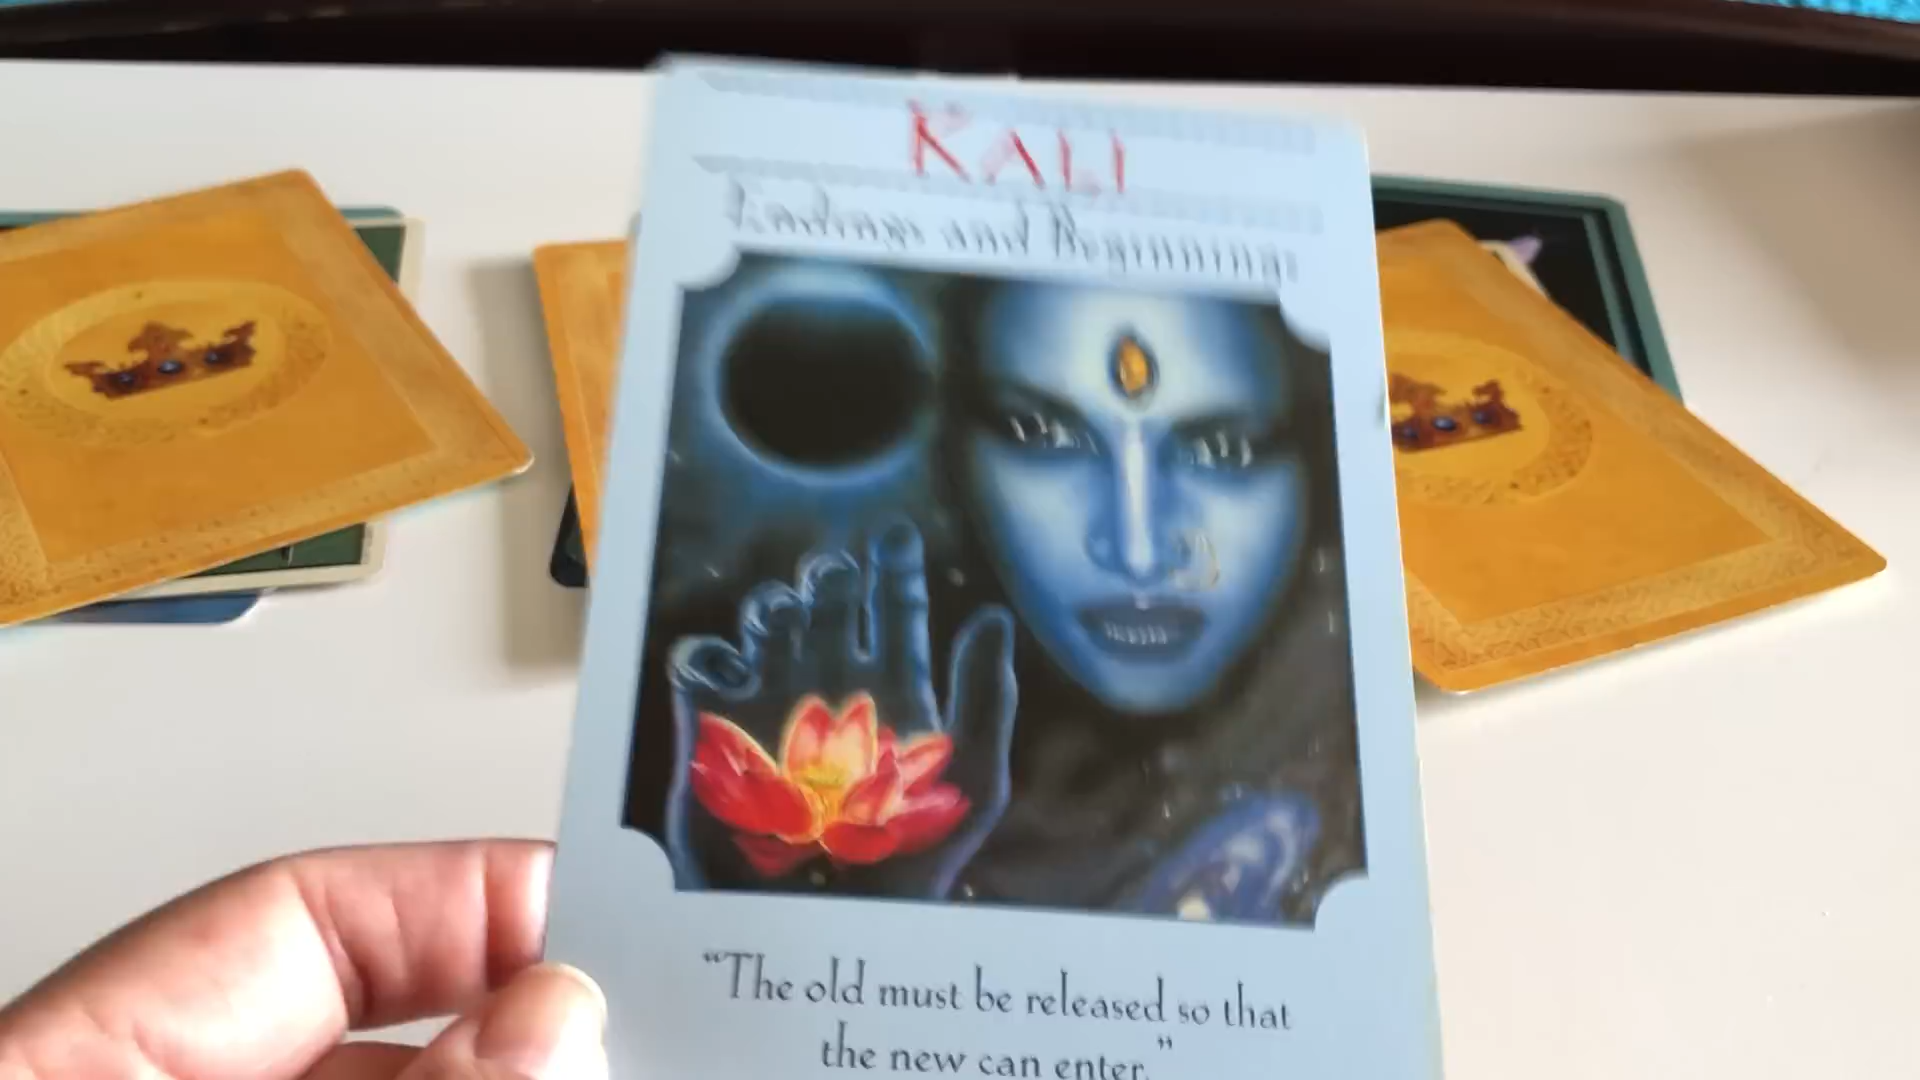 KALI
Endings and Beginnings
“The old must be released so that
the new can enter.”